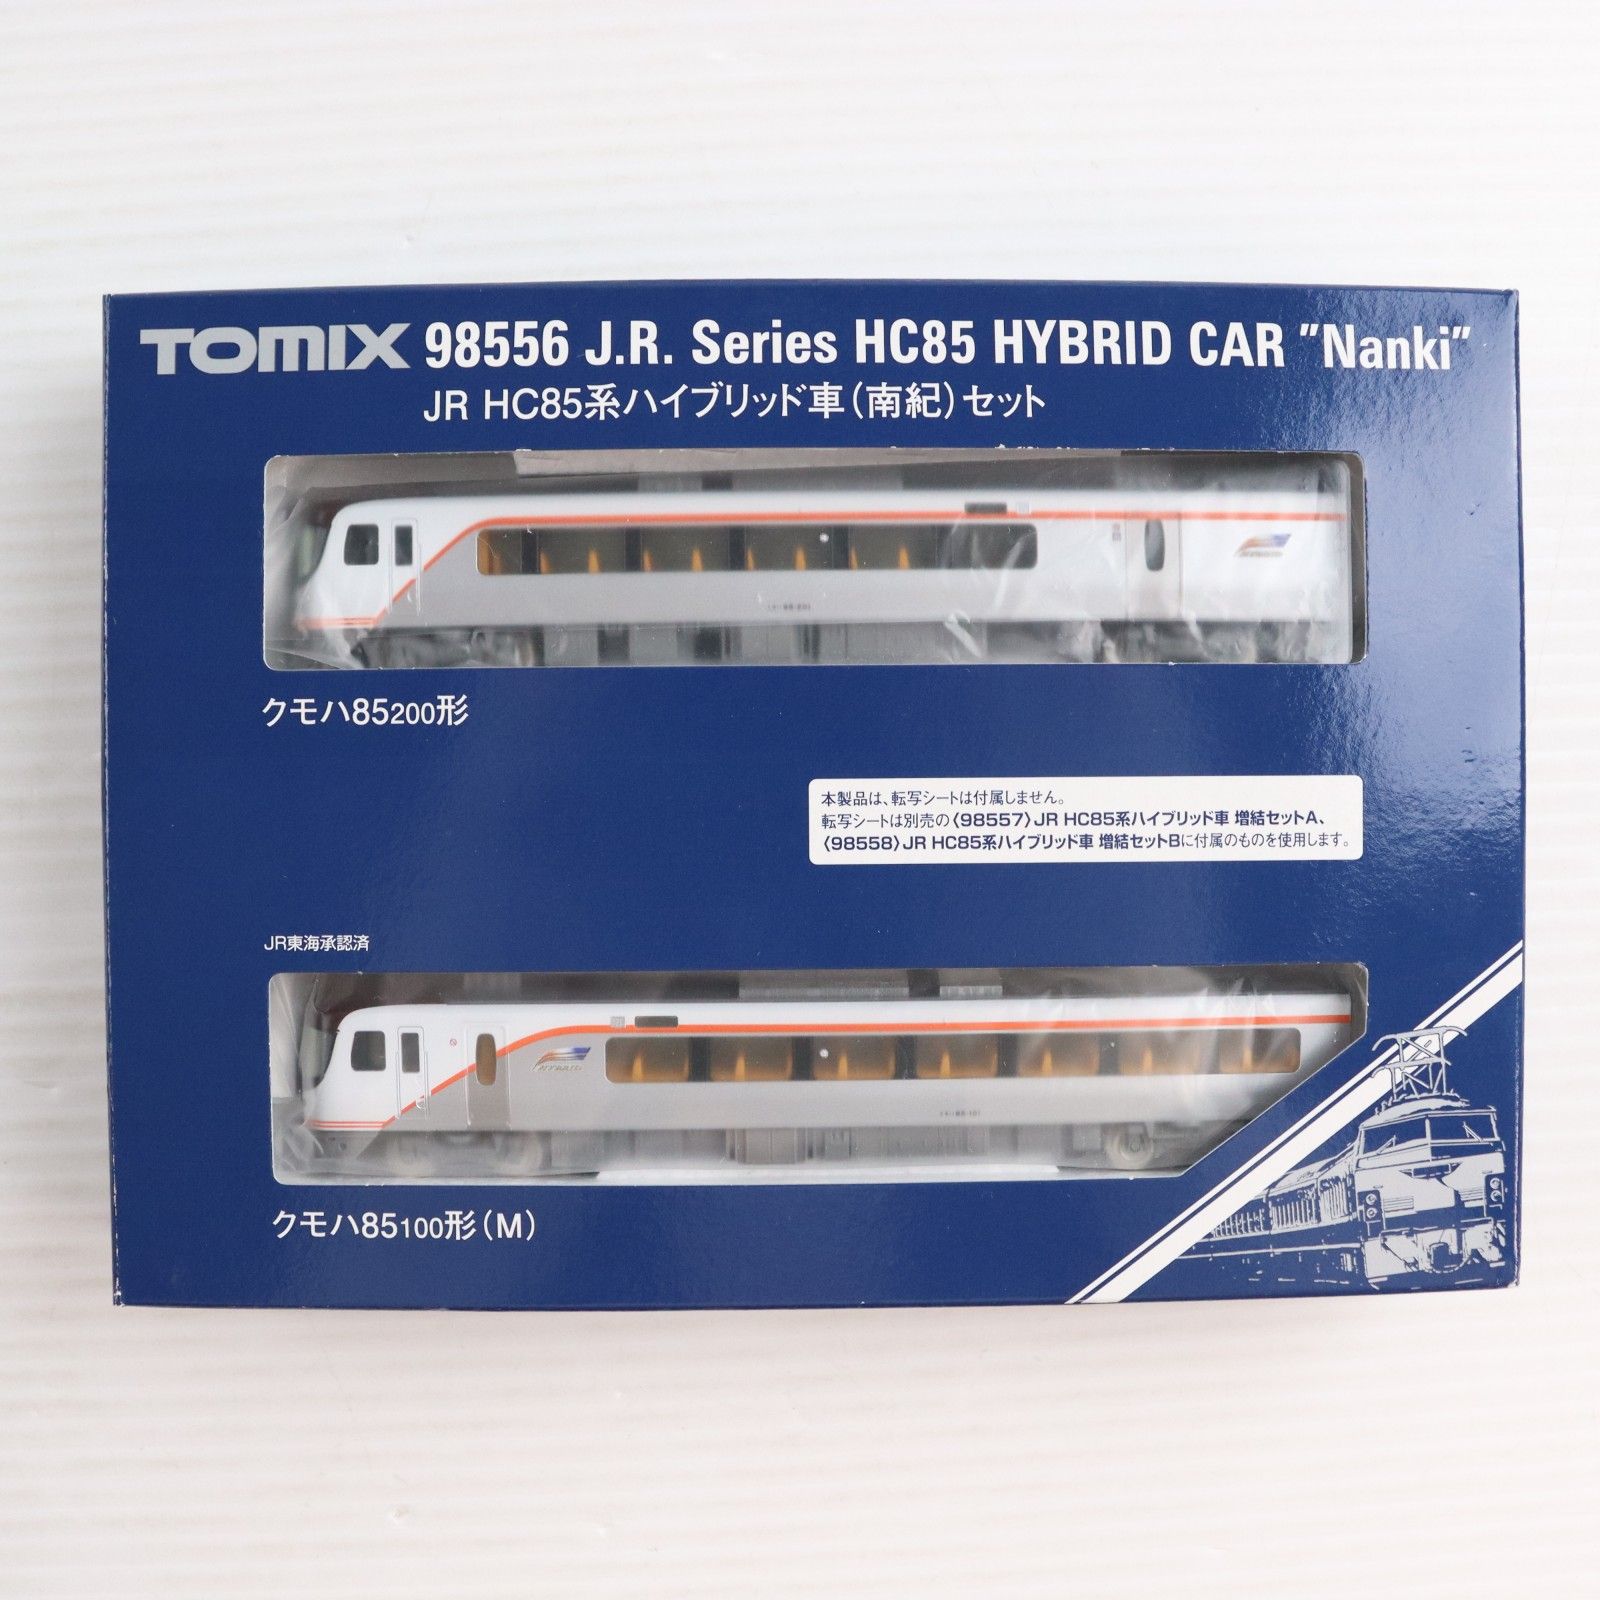 TOMIX 98556 J.R. Series HC85 HYBRID CAR "Nanki"
JR HC85系ハイブリッド車(南紀)セット
クモハ85200形
本製品は、転写シートは付属しません。
転写シートは別売の〈98557〉JR HC85系ハイブリッド車 増結セットA、
〈98558〉JR HC85系ハイブリッド車 増結セットBに付属のものを使用します。
JR東海承認済
クモハ85100形(M)